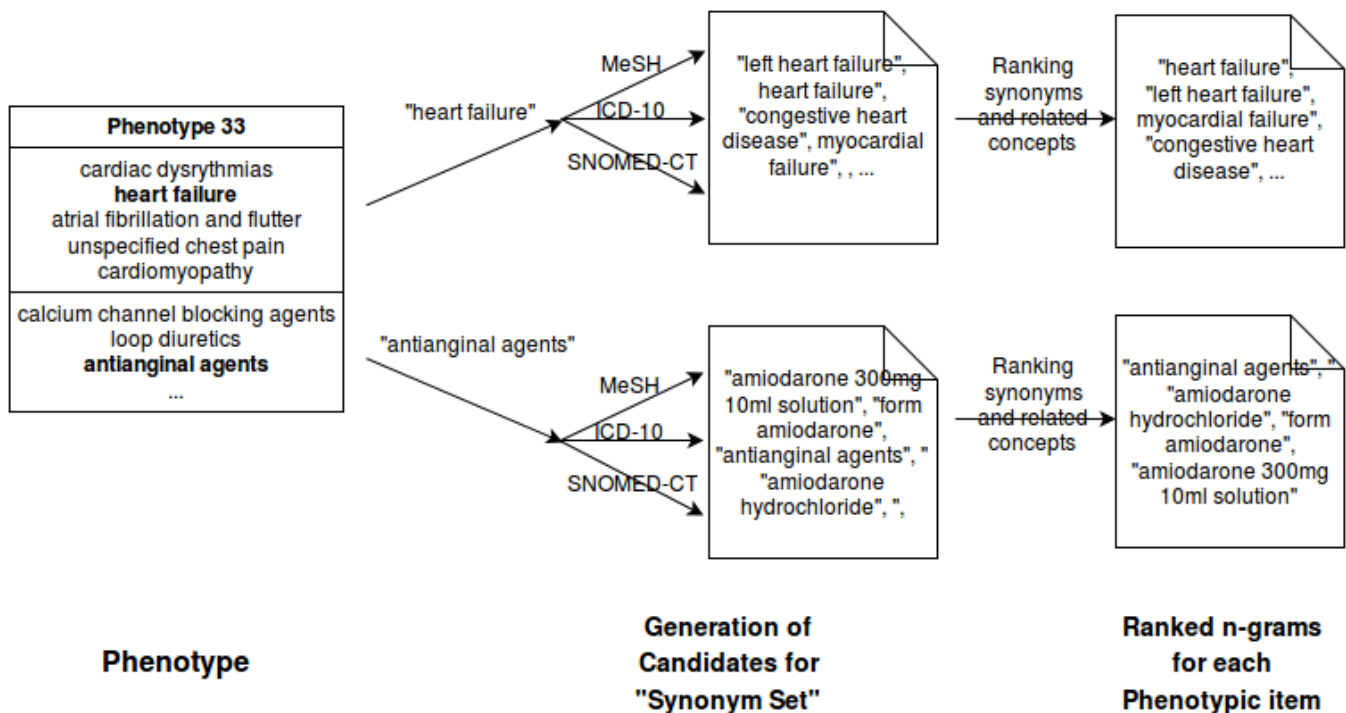 Phenotype 33
cardiac dysrythmias
heart failure
atrial fibrillation and flutter
unspecified chest pain
cardiomyopathy
calcium channel blocking agents
loop diuretics
antianginal agents
...
"heart failure"
MeSH
ICD-10
SNOMED-CT
"left heart failure",
heart failure",
"congestive heart
disease", myocardial
failure", , ...
Ranking
synonyms
and related
concepts
"heart failure",
"left heart failure",
myocardial failure",
"congestive heart
disease", ...
"antianginal agents"
MeSH
ICD-10
SNOMED-CT
"amiodarone 300mg
10ml solution", "form
amiodarone",
"antianginal agents", "
"amiodarone
hydrochloride", ",
Ranking
synonyms
and related
concepts
"antianginal agents", "
"amiodarone
hydrochloride", "form
amiodarone",
"amiodarone 300mg
10ml solution"
Phenotype
Generation of
Candidates for
"Synonym Set"
Ranked n-grams
for each
Phenotypic item